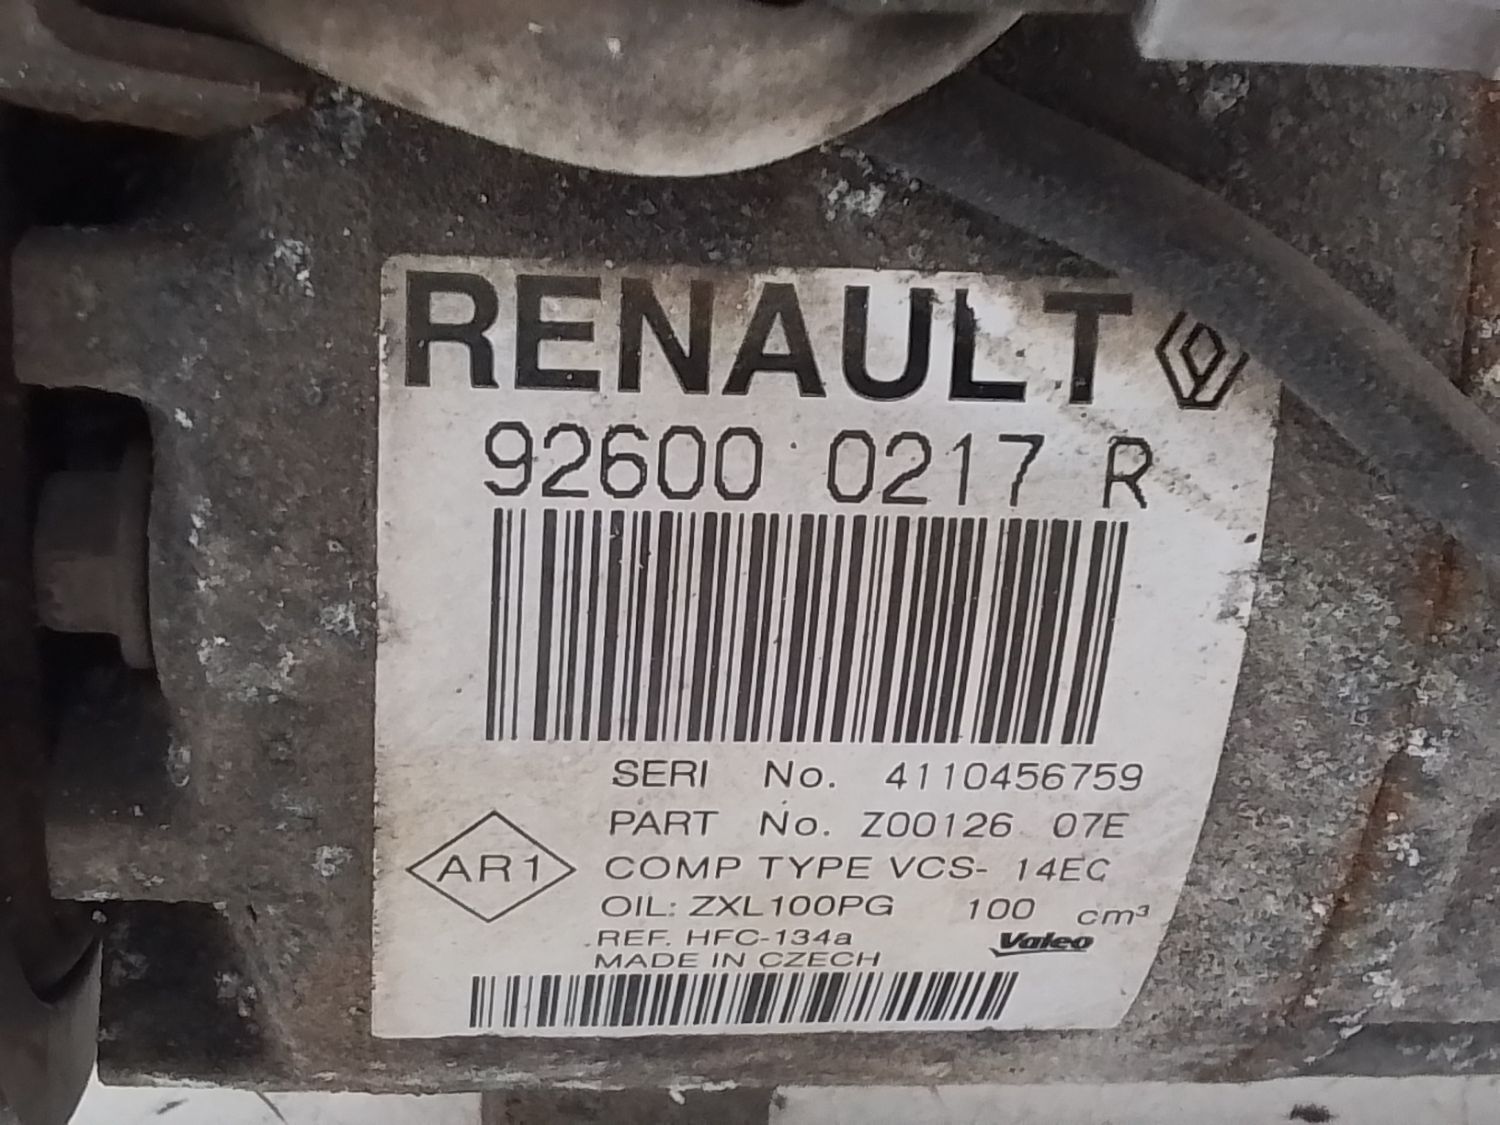 RENAULT
92600 0217 R
SERI No. 4110456759
PART No. Z00126 07E
AR1
COMP TYPE VCS- 14EC
OIL: ZXL100PG 100 cm³
REF. HFC-134a
Valeo
MADE IN CZECH